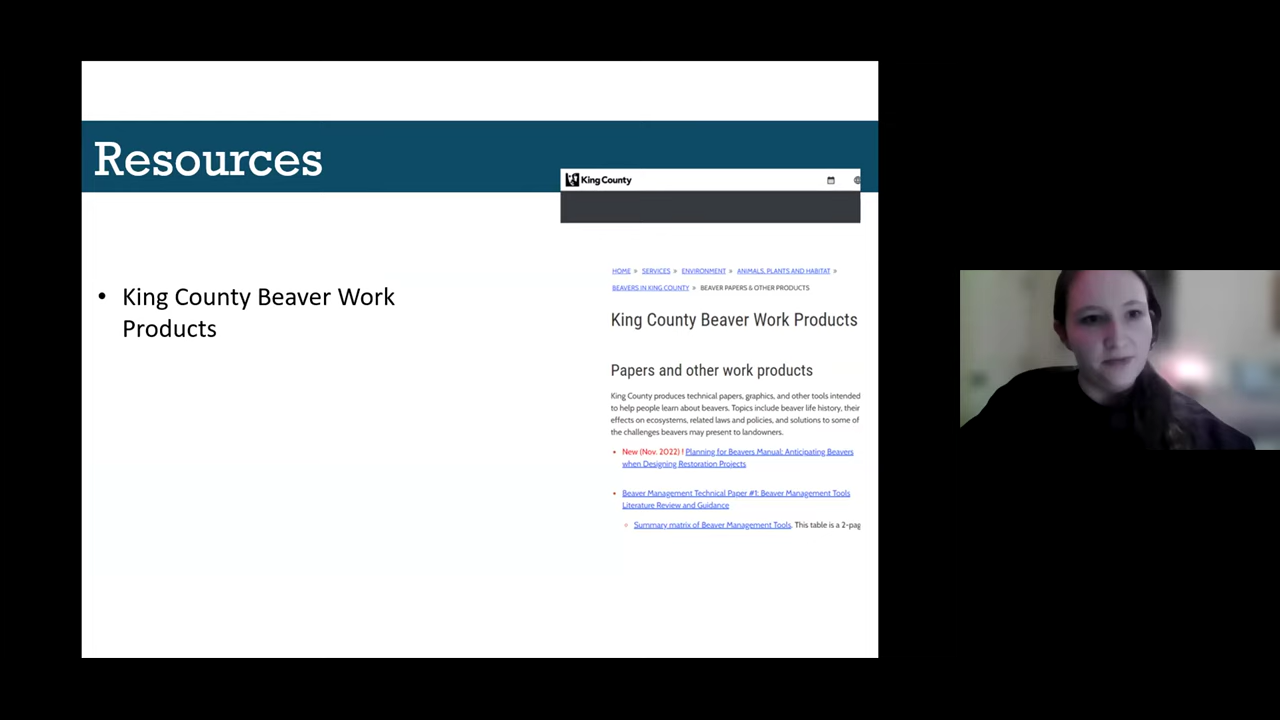 Resources
King County
• King County Beaver Work
Products
HOME » SERVICES » ENVIRONMENT » ANIMALS, PLANTS AND HABITAT »
BEAVERS IN KING COUNTY » BEAVER PAPERS & OTHER PRODUCTS
King County Beaver Work Products
Papers and other work products
King County produces technical papers, graphics, and other tools intended
to help people learn about beavers. Topics include beaver life history, their
effects on ecosystems, related laws and policies, and solutions to some of
the challenges beavers may present to landowners.
• New (Nov. 2022) ! Planning for Beavers Manual: Anticipating Beavers
when Designing Restoration Projects
• Beaver Management Technical Paper #1: Beaver Management Tools
Literature Review and Guidance
Summary matrix of Beaver Management Tools. This table is a 2-pag